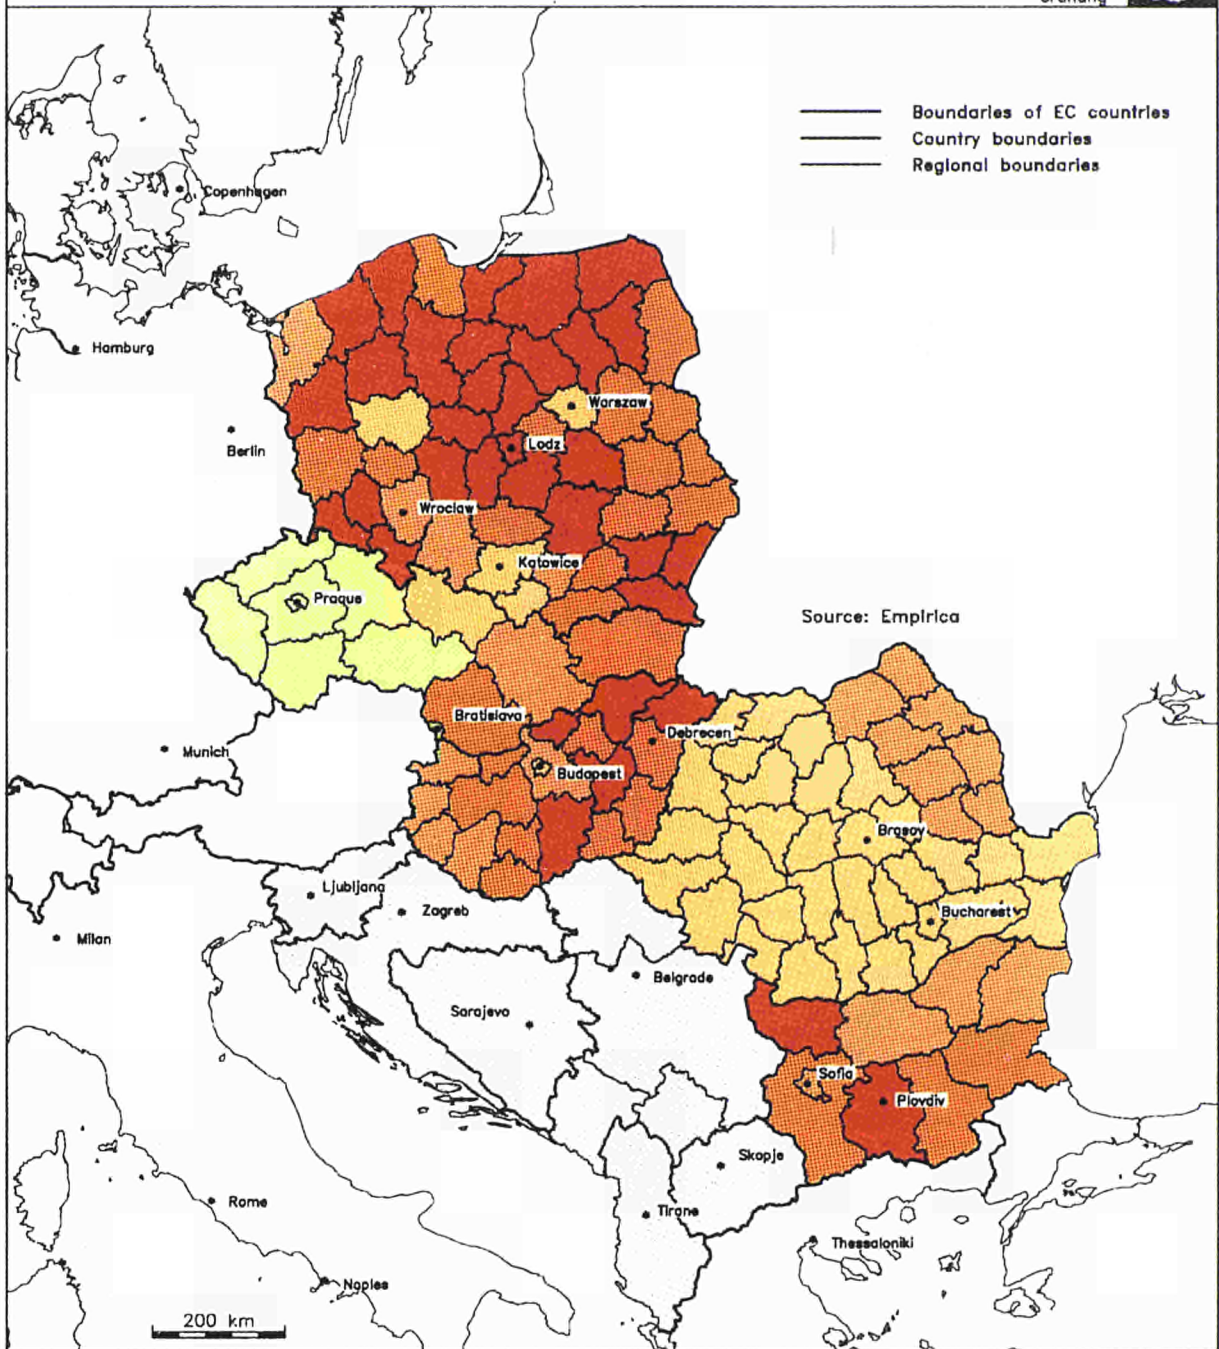 Boundaries of EC countries
Country boundaries
Regional boundaries
Copenhagen
Hamburg
Warszaw
Berlin
Lodz
Wroclaw
Katowice
Prague
Source: Empirica
Bratislava
Debrecen
Munich
Budapest
Brasov
Ljubljana
Zagreb
Bucharest
Milan
Belgrade
Sarajevo
Sofia
Plovdiv
Skopje
Rome
Tirane
Thessaloniki
Naples
200 km